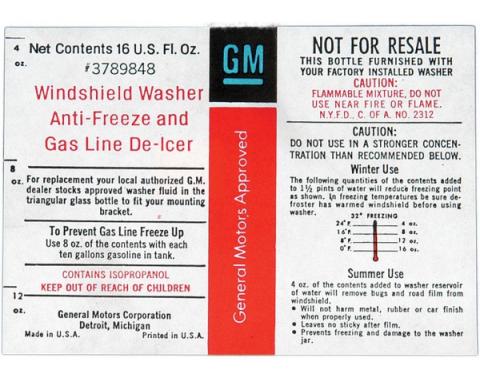 4 oz.
Net Contents 16 U.S. Fl. Oz.
#3789848
Windshield Washer
Anti-Freeze and
Gas Line De-Icer
8 oz.
For replacement your local authorized G.M.
dealer stocks approved washer fluid in the
triangular glass bottle to fit your mounting
bracket.
To Prevent Gas Line Freeze Up
Use 8 oz. of the contents with each
ten gallons gasoline in tank.
CONTAINS ISOPROPANOL
KEEP OUT OF REACH OF CHILDREN
12 oz.
General Motors Corporation
Detroit, Michigan
Made in U.S.A. Printed in U.S.A.
GM
General Motors Approved
NOT FOR RESALE
THIS BOTTLE FURNISHED WITH
YOUR FACTORY INSTALLED WASHER
CAUTION:
FLAMMABLE MIXTURE, DO NOT
USE NEAR FIRE OR FLAME.
N.Y.F.D., C. OF A. NO. 2312
CAUTION:
DO NOT USE IN A STRONGER CONCEN-
TRATION THAN RECOMMENDED BELOW.
Winter Use
The following quantities of the contents added
to 1½ pints of water will reduce freezing point
as shown. In freezing temperatures be sure de-
froster has warmed windshield before using
washer.
32° FREEZING
24° F. 4 oz.
16° F. 8 oz.
8° F. 12 oz.
0° F. 16 oz.
Summer Use
4 oz. of the contents added to washer reservoir
of water will remove bugs and road film from
windshield.
• Will not harm metal, rubber or car finish
when properly used.
• Leaves no sticky after film.
• Prevents freezing and damage to the washer
jar.